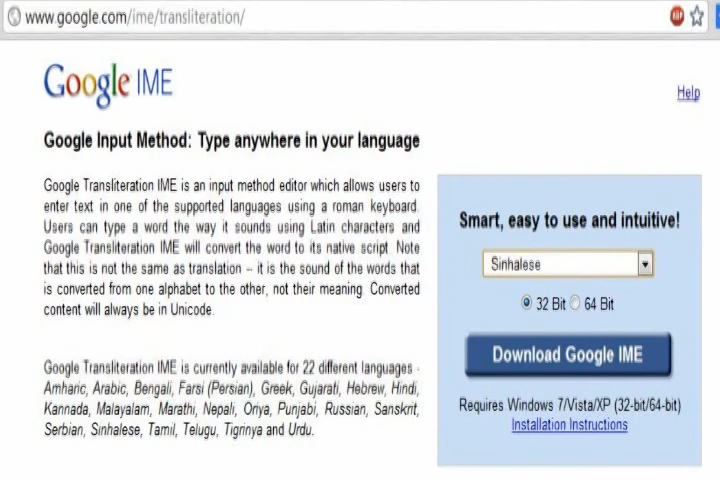 www.google.com/ime/transliteration/
ABP
Google IME
Help
Google Input Method: Type anywhere in your language
Google Transliteration IME is an input method editor which allows users to
enter text in one of the supported languages using a roman keyboard.
Users can type a word the way it sounds using Latin characters and
Google Transliteration IME will convert the word to its native script. Note
that this is not the same as translation -- it is the sound of the words that
is converted from one alphabet to the other, not their meaning. Converted
content will always be in Unicode.
Google Transliteration IME is currently available for 22 different languages -
Amharic, Arabic, Bengali, Farsi (Persian), Greek, Gujarati, Hebrew, Hindi,
Kannada, Malayalam, Marathi, Nepali, Oriya, Punjabi, Russian, Sanskrit,
Serbian, Sinhalese, Tamil, Telugu, Tigrinya and Urdu.
Smart, easy to use and intuitive!
Sinhalese
32 Bit 64 Bit
Download Google IME
Requires Windows 7/Vista/XP (32-bit/64-bit)
Installation Instructions